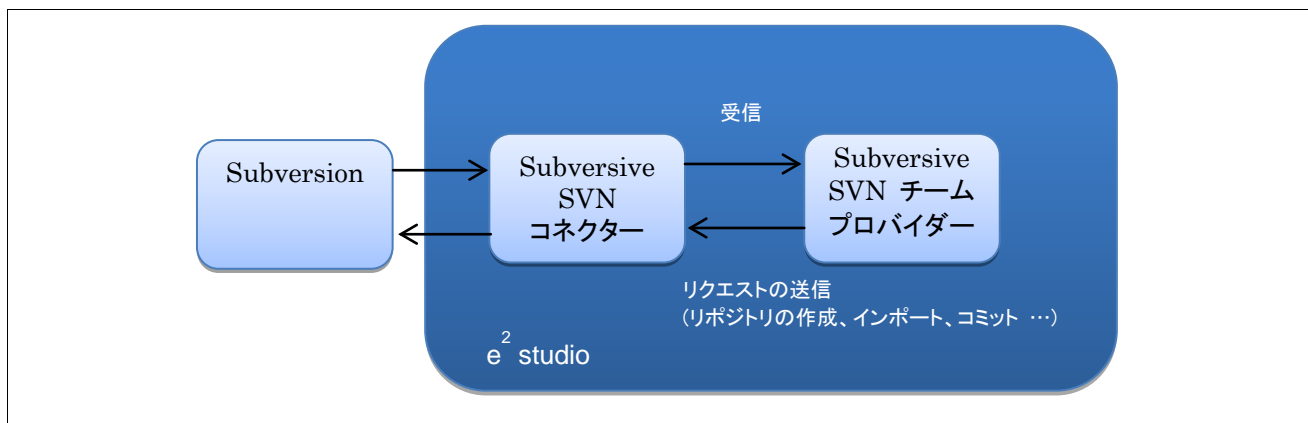 受信
Subversion
Subversive
SVN
コネクター
Subversive
SVN チーム
プロバイダー
リクエストの送信
(リポジトリの作成、インポート、コミット …)
e² studio